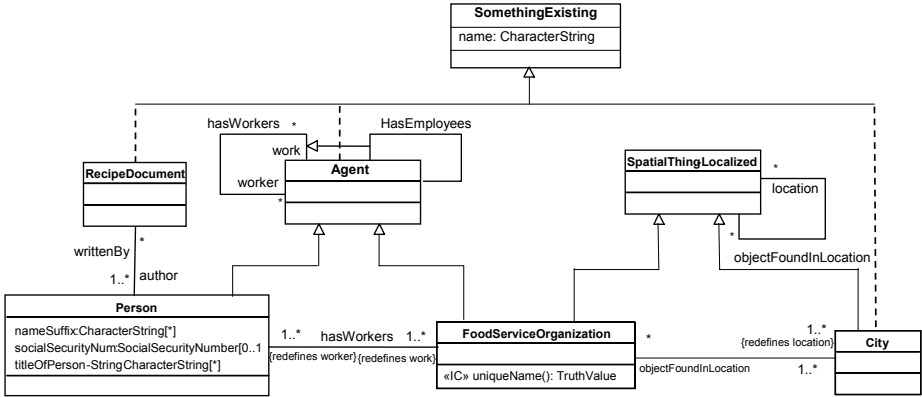 SomethingExisting
name: CharacterString
hasWorkers
*
HasEmployees
work
Agent
worker
*
RecipeDocument
SpatialThingLocalized
*
location
*
writtenBy
*
1..*
author
objectFoundInLocation
Person
nameSuffix:CharacterString[*]
socialSecurityNum:SocialSecurityNumber[0..1
titleOfPerson-StringCharacterString[*]
1..*
hasWorkers
1..*
{redefines worker}
{redefines work}
FoodServiceOrganization
«IC» uniqueName(): TruthValue
*
objectFoundInLocation
1..*
{redefines location}
1..*
City